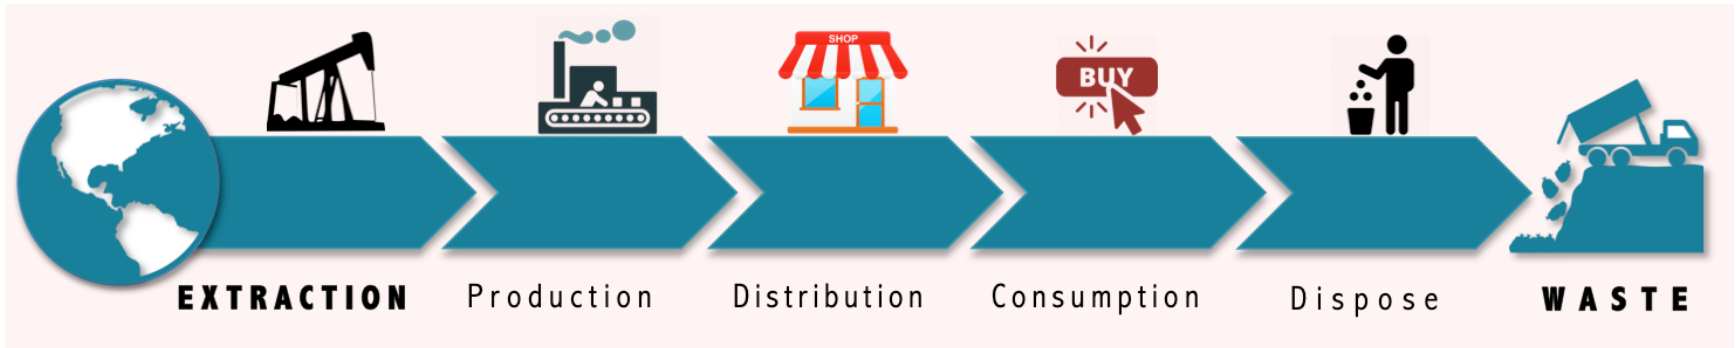 SHOP
BUY
EXTRACTION
Production
Distribution
Consumption
Dispose
WASTE